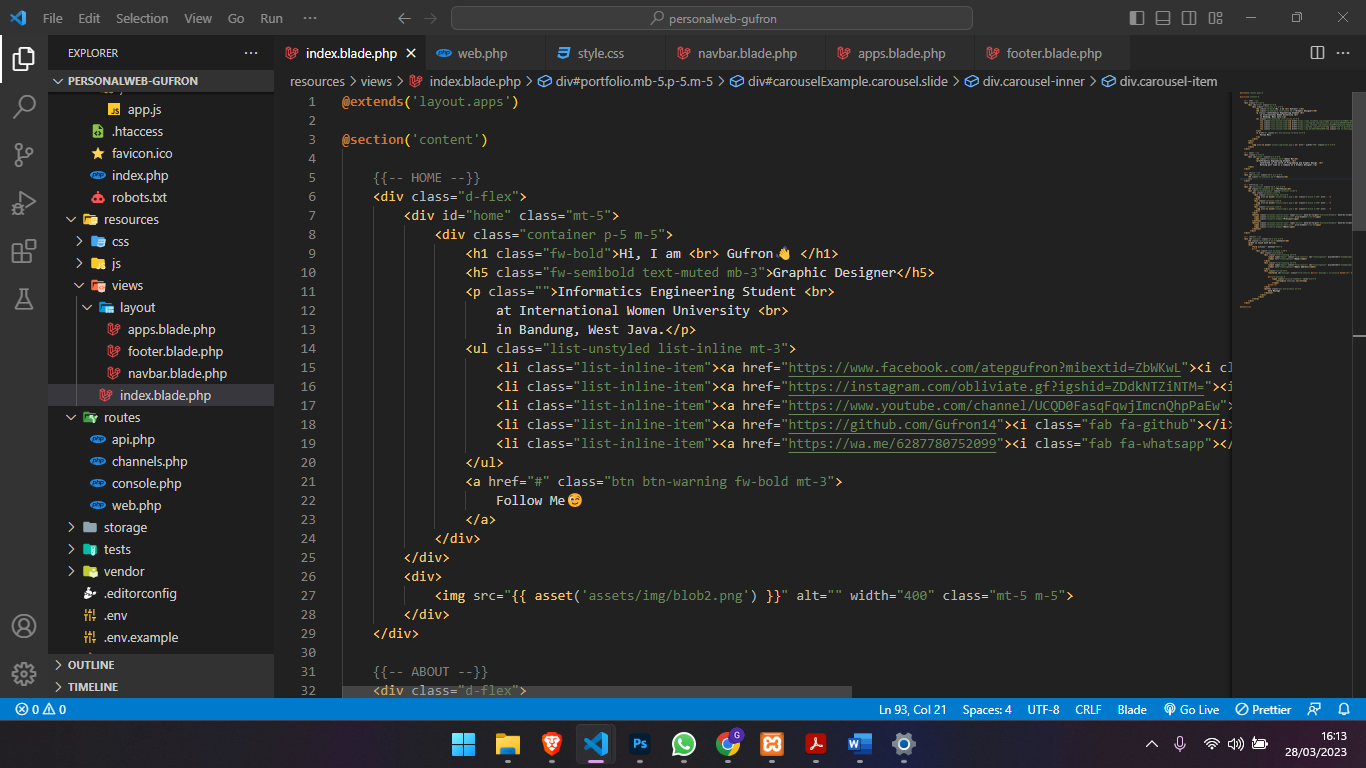 File Edit Selection View Go Run ···
personalweb-gufron
EXPLORER ···
PERSONALWEB-GUFRON
app.js
.htaccess
favicon.ico
index.php
robots.txt
resources
css
js
views
layout
apps.blade.php
footer.blade.php
navbar.blade.php
index.blade.php
routes
api.php
channels.php
console.php
web.php
storage
tests
vendor
.editorconfig
.env
.env.example
OUTLINE
TIMELINE
index.blade.php web.php style.css navbar.blade.php apps.blade.php footer.blade.php
resources > views > index.blade.php > div#portfolio.mb-5.p-5.m-5 > div#carouselExample.carousel.slide > div.carousel-inner > div.carousel-item
1 @extends('layout.apps')
2
3 @section('content')
4
5 {{-- HOME --}}
6 <div class="d-flex">
7 <div id="home" class="mt-5">
8 <div class="container p-5 m-5">
9 <h1 class="fw-bold">Hi, I am <br> Gufron👋 </h1>
10 <h5 class="fw-semibold text-muted mb-3">Graphic Designer</h5>
11 <p class="">Informatics Engineering Student <br>
12 at International Women University <br>
13 in Bandung, West Java.</p>
14 <ul class="list-unstyled list-inline mt-3">
15 <li class="list-inline-item"><a href="https://www.facebook.com/atepgufron?mibextid=ZbWKwL"><i cl
16 <li class="list-inline-item"><a href="https://instagram.com/obliviate.gf?igshid=ZDdkNTZiNTM="><i
17 <li class="list-inline-item"><a href="https://www.youtube.com/channel/UCQD0FasqFqwjImcnQhpPaEw">
18 <li class="list-inline-item"><a href="https://github.com/Gufron14"><i class="fab fa-github"></i>
19 <li class="list-inline-item"><a href="https://wa.me/6287780752099"><i class="fab fa-whatsapp"></
20 </ul>
21 <a href="#" class="btn btn-warning fw-bold mt-3">
22 Follow Me😊
23 </a>
24 </div>
25 </div>
26 <div>
27 <img src="{{ asset('assets/img/blob2.png') }}" alt="" width="400" class="mt-5 m-5">
28 </div>
29 </div>
30
31 {{-- ABOUT --}}
32 <div class="d-flex">
0 0 Ln 93, Col 21 Spaces: 4 UTF-8 CRLF Blade Go Live Prettier
16:13
28/03/2023